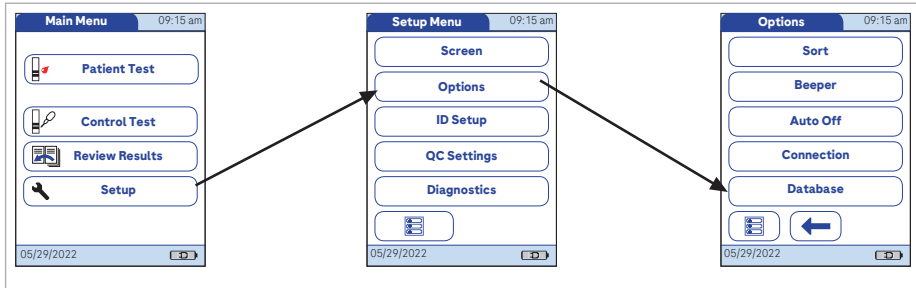 Main Menu 09:15 am
Patient Test
Control Test
Review Results
Setup
05/29/2022
Setup Menu 09:15 am
Screen
Options
ID Setup
QC Settings
Diagnostics
05/29/2022
Options 09:15 am
Sort
Beeper
Auto Off
Connection
Database
05/29/2022